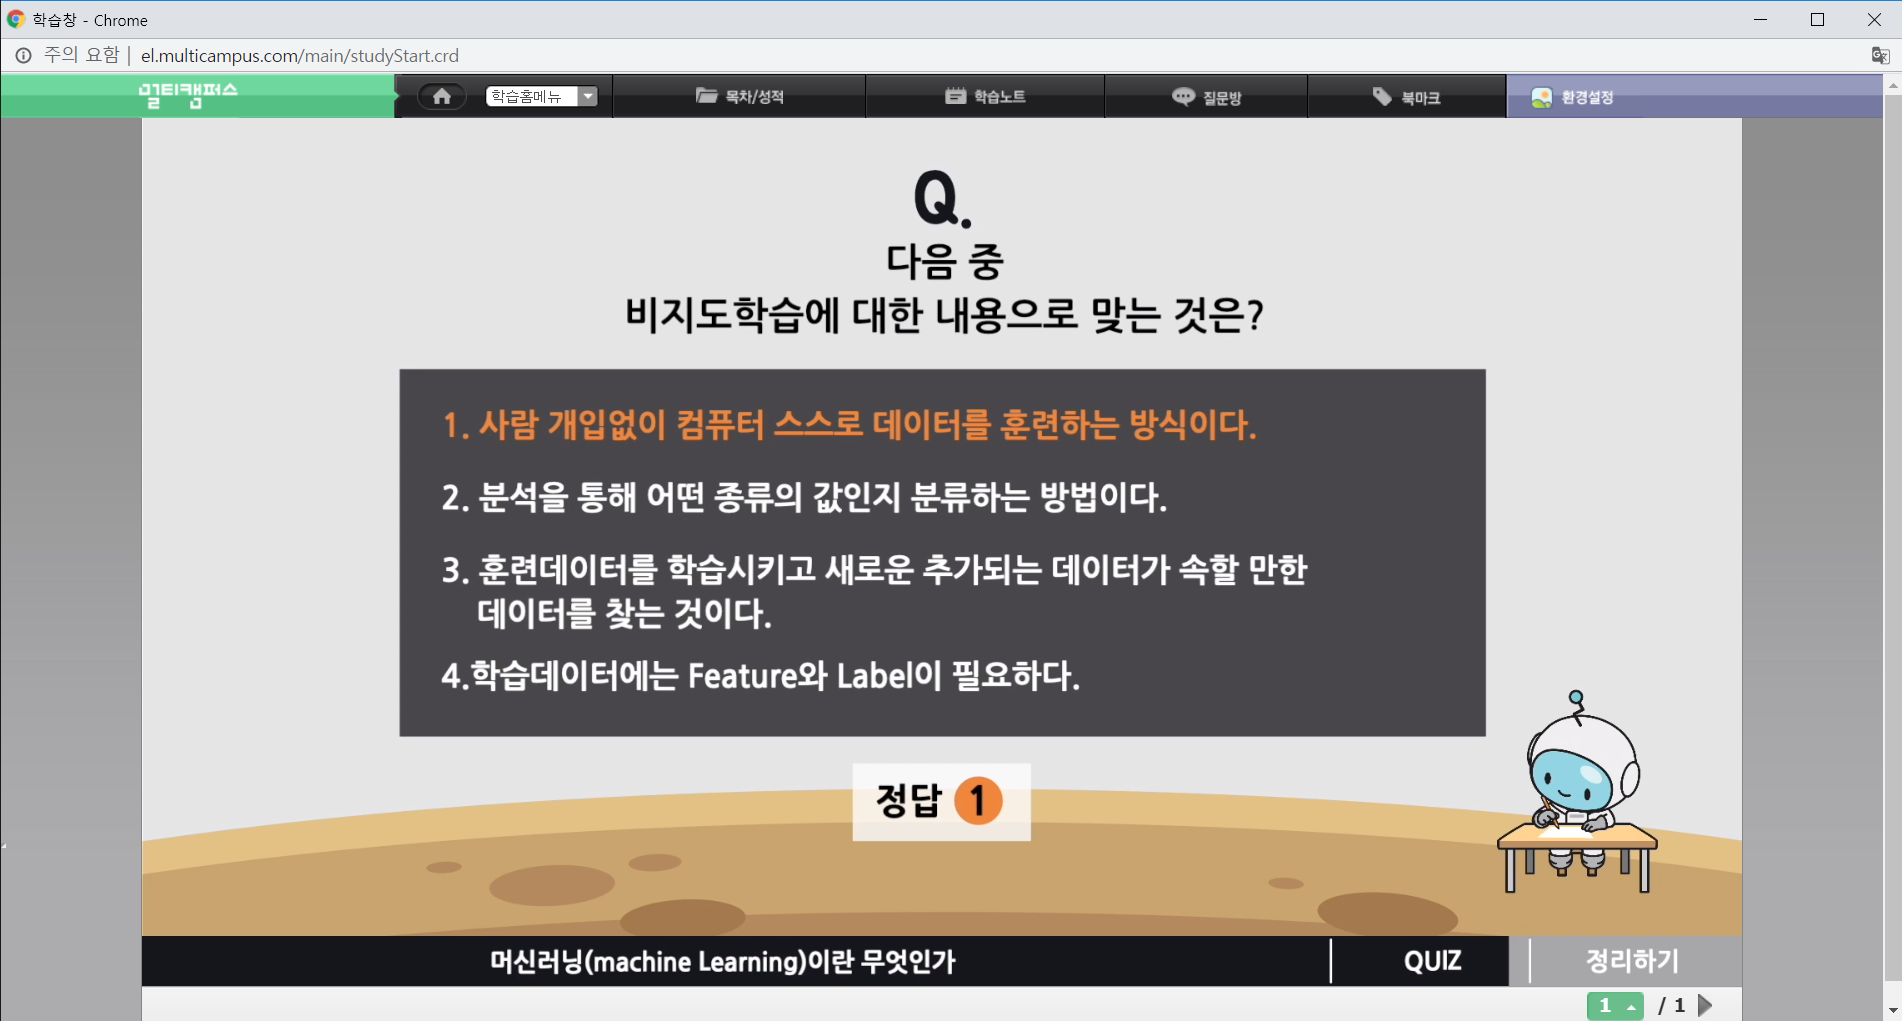 학습창 - Chrome
주의 요함 | el.multicampus.com/main/studyStart.crd
멀티캠퍼스
학습홈메뉴
목차/성적
학습노트
질문방
북마크
환경설정
Q.
다음 중
비지도학습에 대한 내용으로 맞는 것은?
1. 사람 개입없이 컴퓨터 스스로 데이터를 훈련하는 방식이다.
2. 분석을 통해 어떤 종류의 값인지 분류하는 방법이다.
3. 훈련데이터를 학습시키고 새로운 추가되는 데이터가 속할 만한
데이터를 찾는 것이다.
4.학습데이터에는 Feature와 Label이 필요하다.
정답 1
머신러닝(machine Learning)이란 무엇인가
QUIZ
정리하기
1 / 1